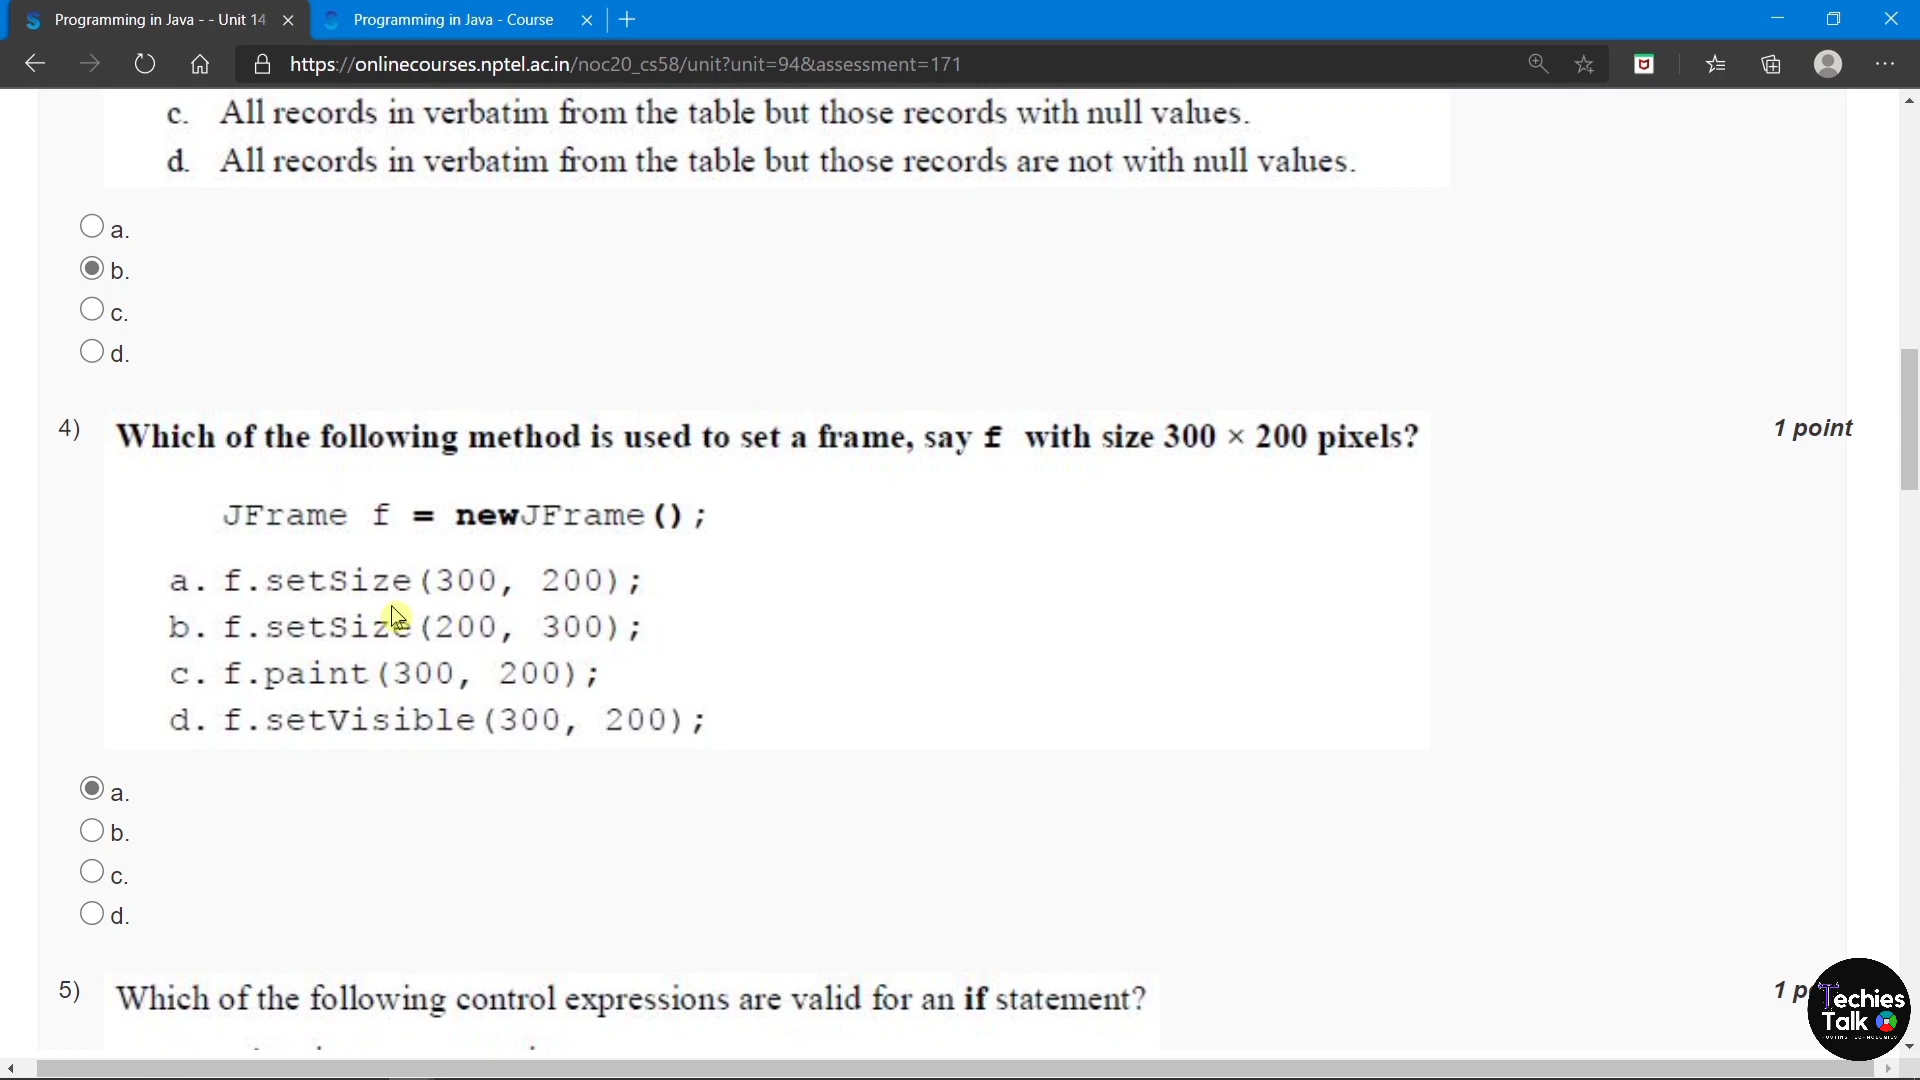 Programming in Java - - Unit 14
Programming in Java - Course
https://onlinecourses.nptel.ac.in/noc20_cs58/unit?unit=94&assessment=171
c. All records in verbatim from the table but those records with null values.
d. All records in verbatim from the table but those records are not with null values.
a.
b.
c.
d.
4) Which of the following method is used to set a frame, say f with size 300 × 200 pixels? 1 point
JFrame f = newJFrame();
a. f.setSize(300, 200);
b. f.setSize(200, 300);
c. f.paint(300, 200);
d. f.setVisible(300, 200);
a.
b.
c.
d.
5) Which of the following control expressions are valid for an if statement? 1 p
Techies
Talk